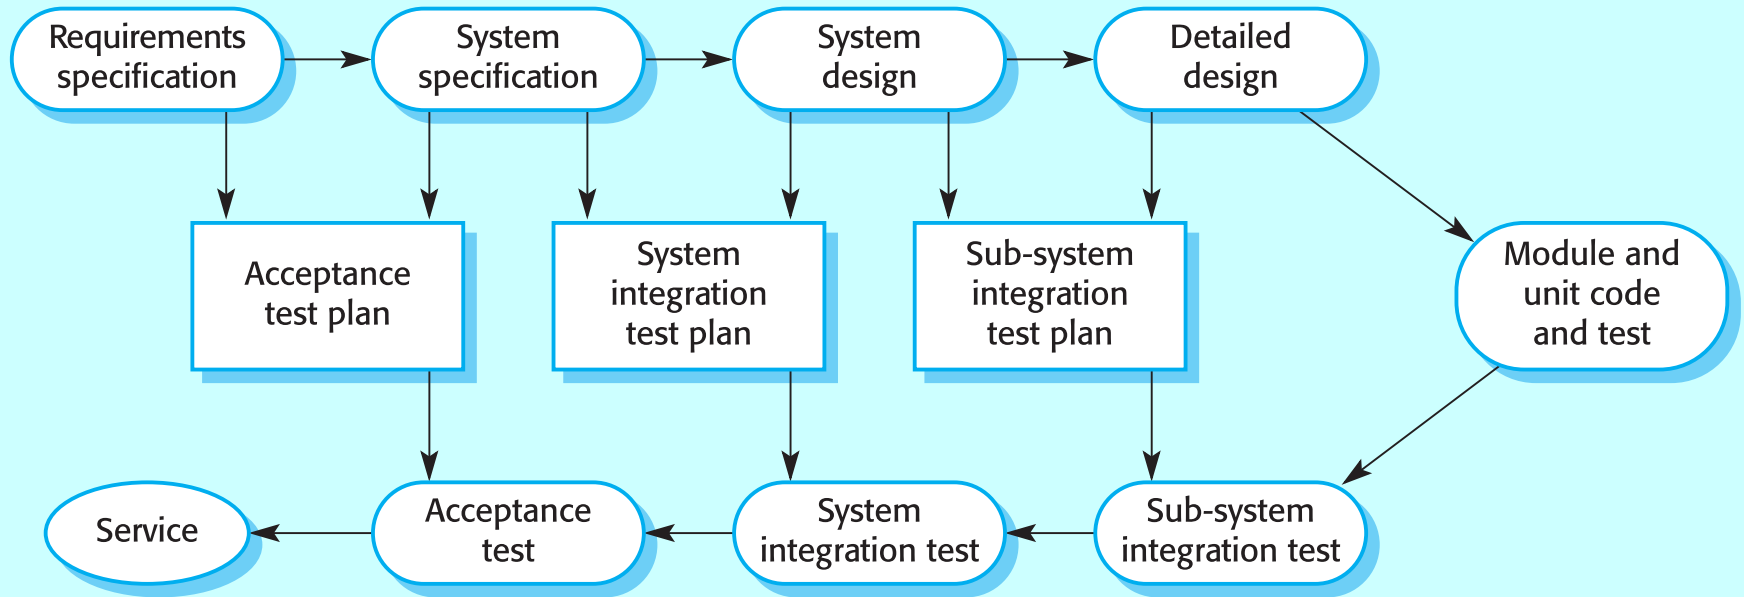 Requirements
specification
System
specification
System
design
Detailed
design
Acceptance
test plan
System
integration
test plan
Sub-system
integration
test plan
Module and
unit code
and test
Service
Acceptance
test
System
integration test
Sub-system
integration test